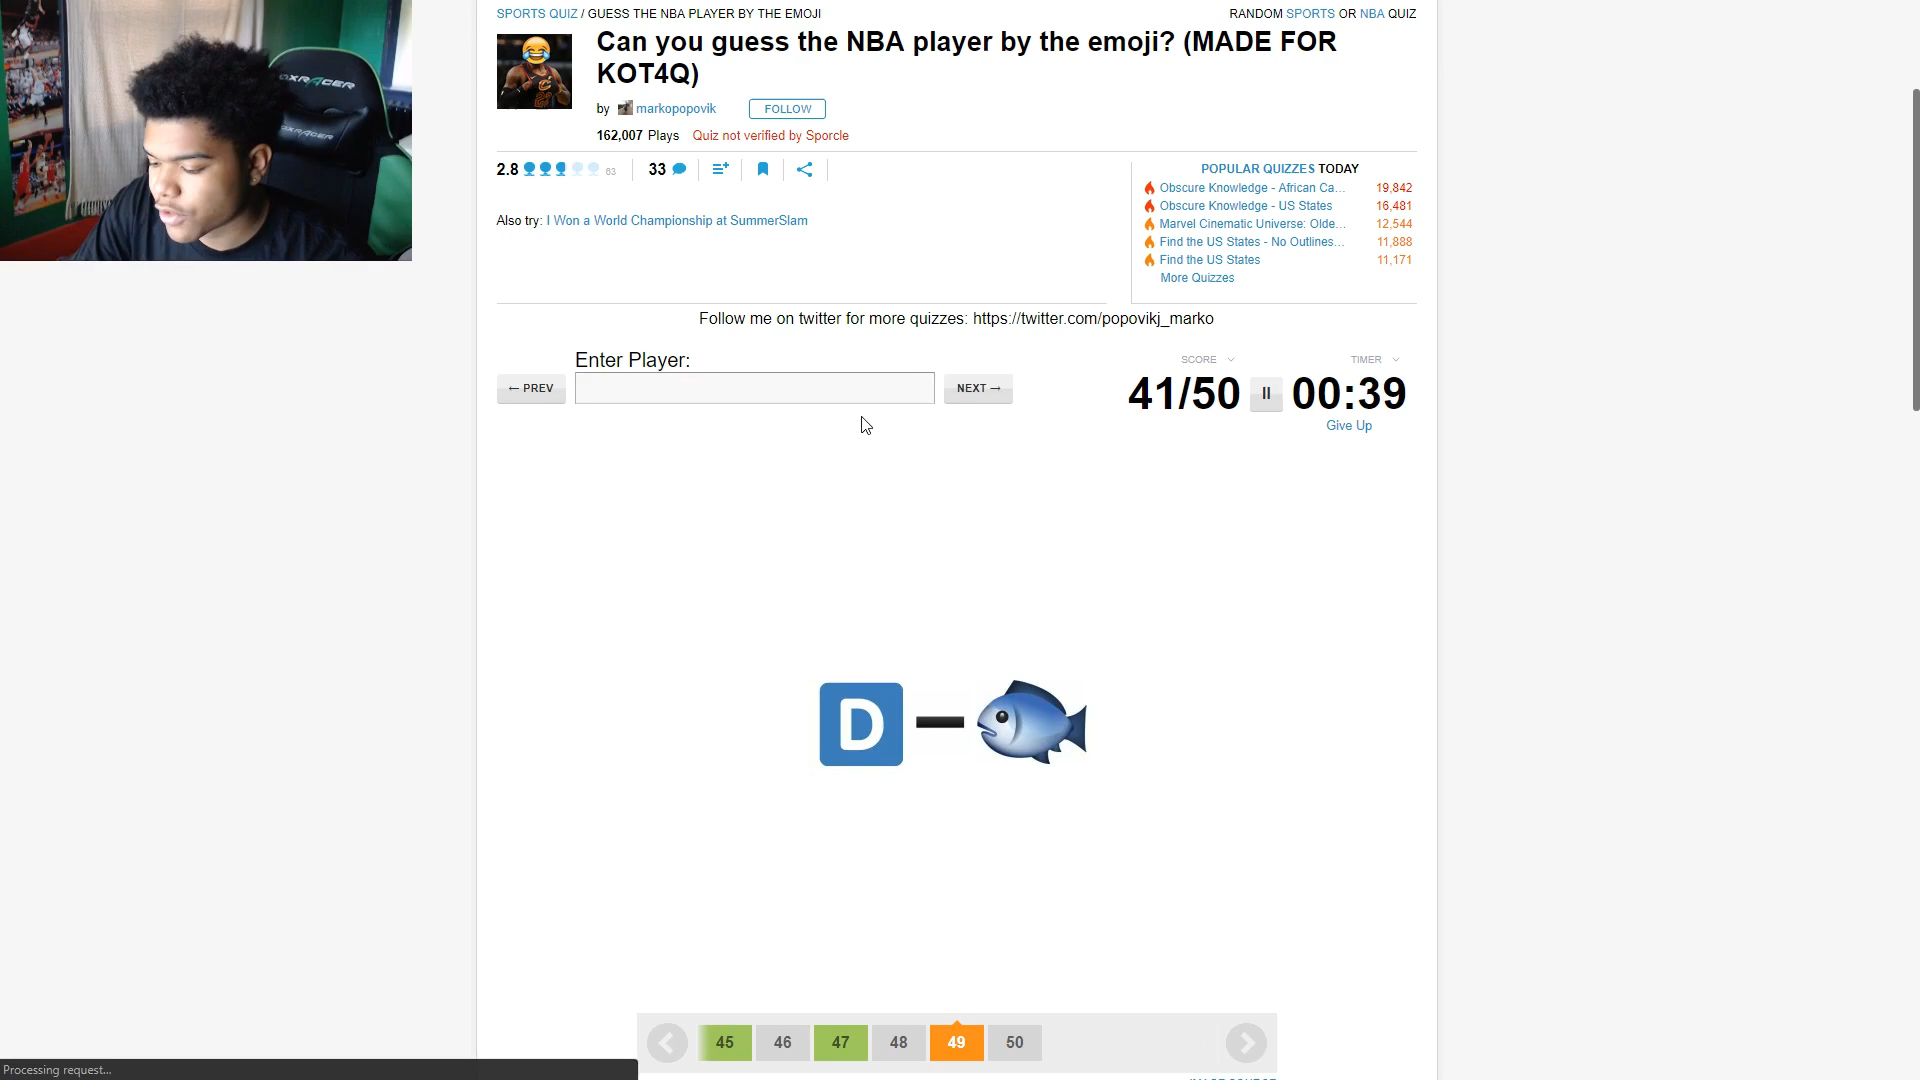 SPORTS QUIZ / GUESS THE NBA PLAYER BY THE EMOJI
RANDOM SPORTS OR NBA QUIZ
Can you guess the NBA player by the emoji? (MADE FOR
KOT4Q)
by markopopovik
FOLLOW
162,007 Plays Quiz not verified by Sporcle
2.8
63
33
Also try: I Won a World Championship at SummerSlam
POPULAR QUIZZES TODAY
Obscure Knowledge - African Ca... 19,842
Obscure Knowledge - US States 16,481
Marvel Cinematic Universe: Olde... 12,544
Find the US States - No Outlines... 11,888
Find the US States 11,171
More Quizzes
Follow me on twitter for more quizzes: https://twitter.com/popovikj_marko
Enter Player:
← PREV
NEXT →
SCORE
TIMER
41/50
00:39
Give Up
D
45 46 47 48 49 50
Processing request...
OXRACER
OXRACER